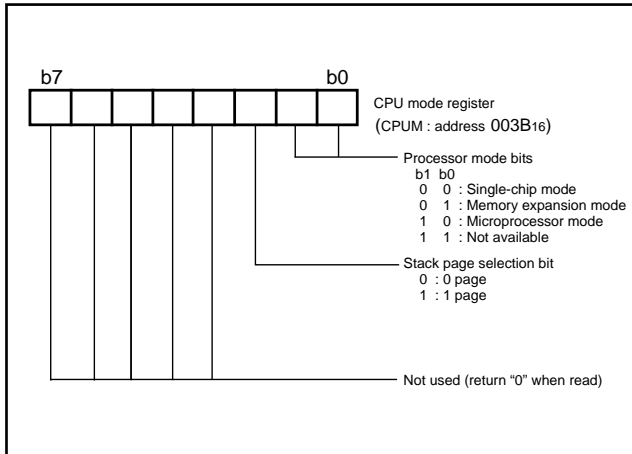 b7 b0
CPU mode register
(CPUM : address 003B16)
Processor mode bits
b1 b0
0 0 : Single-chip mode
0 1 : Memory expansion mode
1 0 : Microprocessor mode
1 1 : Not available
Stack page selection bit
0 : 0 page
1 : 1 page
Not used (return “0” when read)